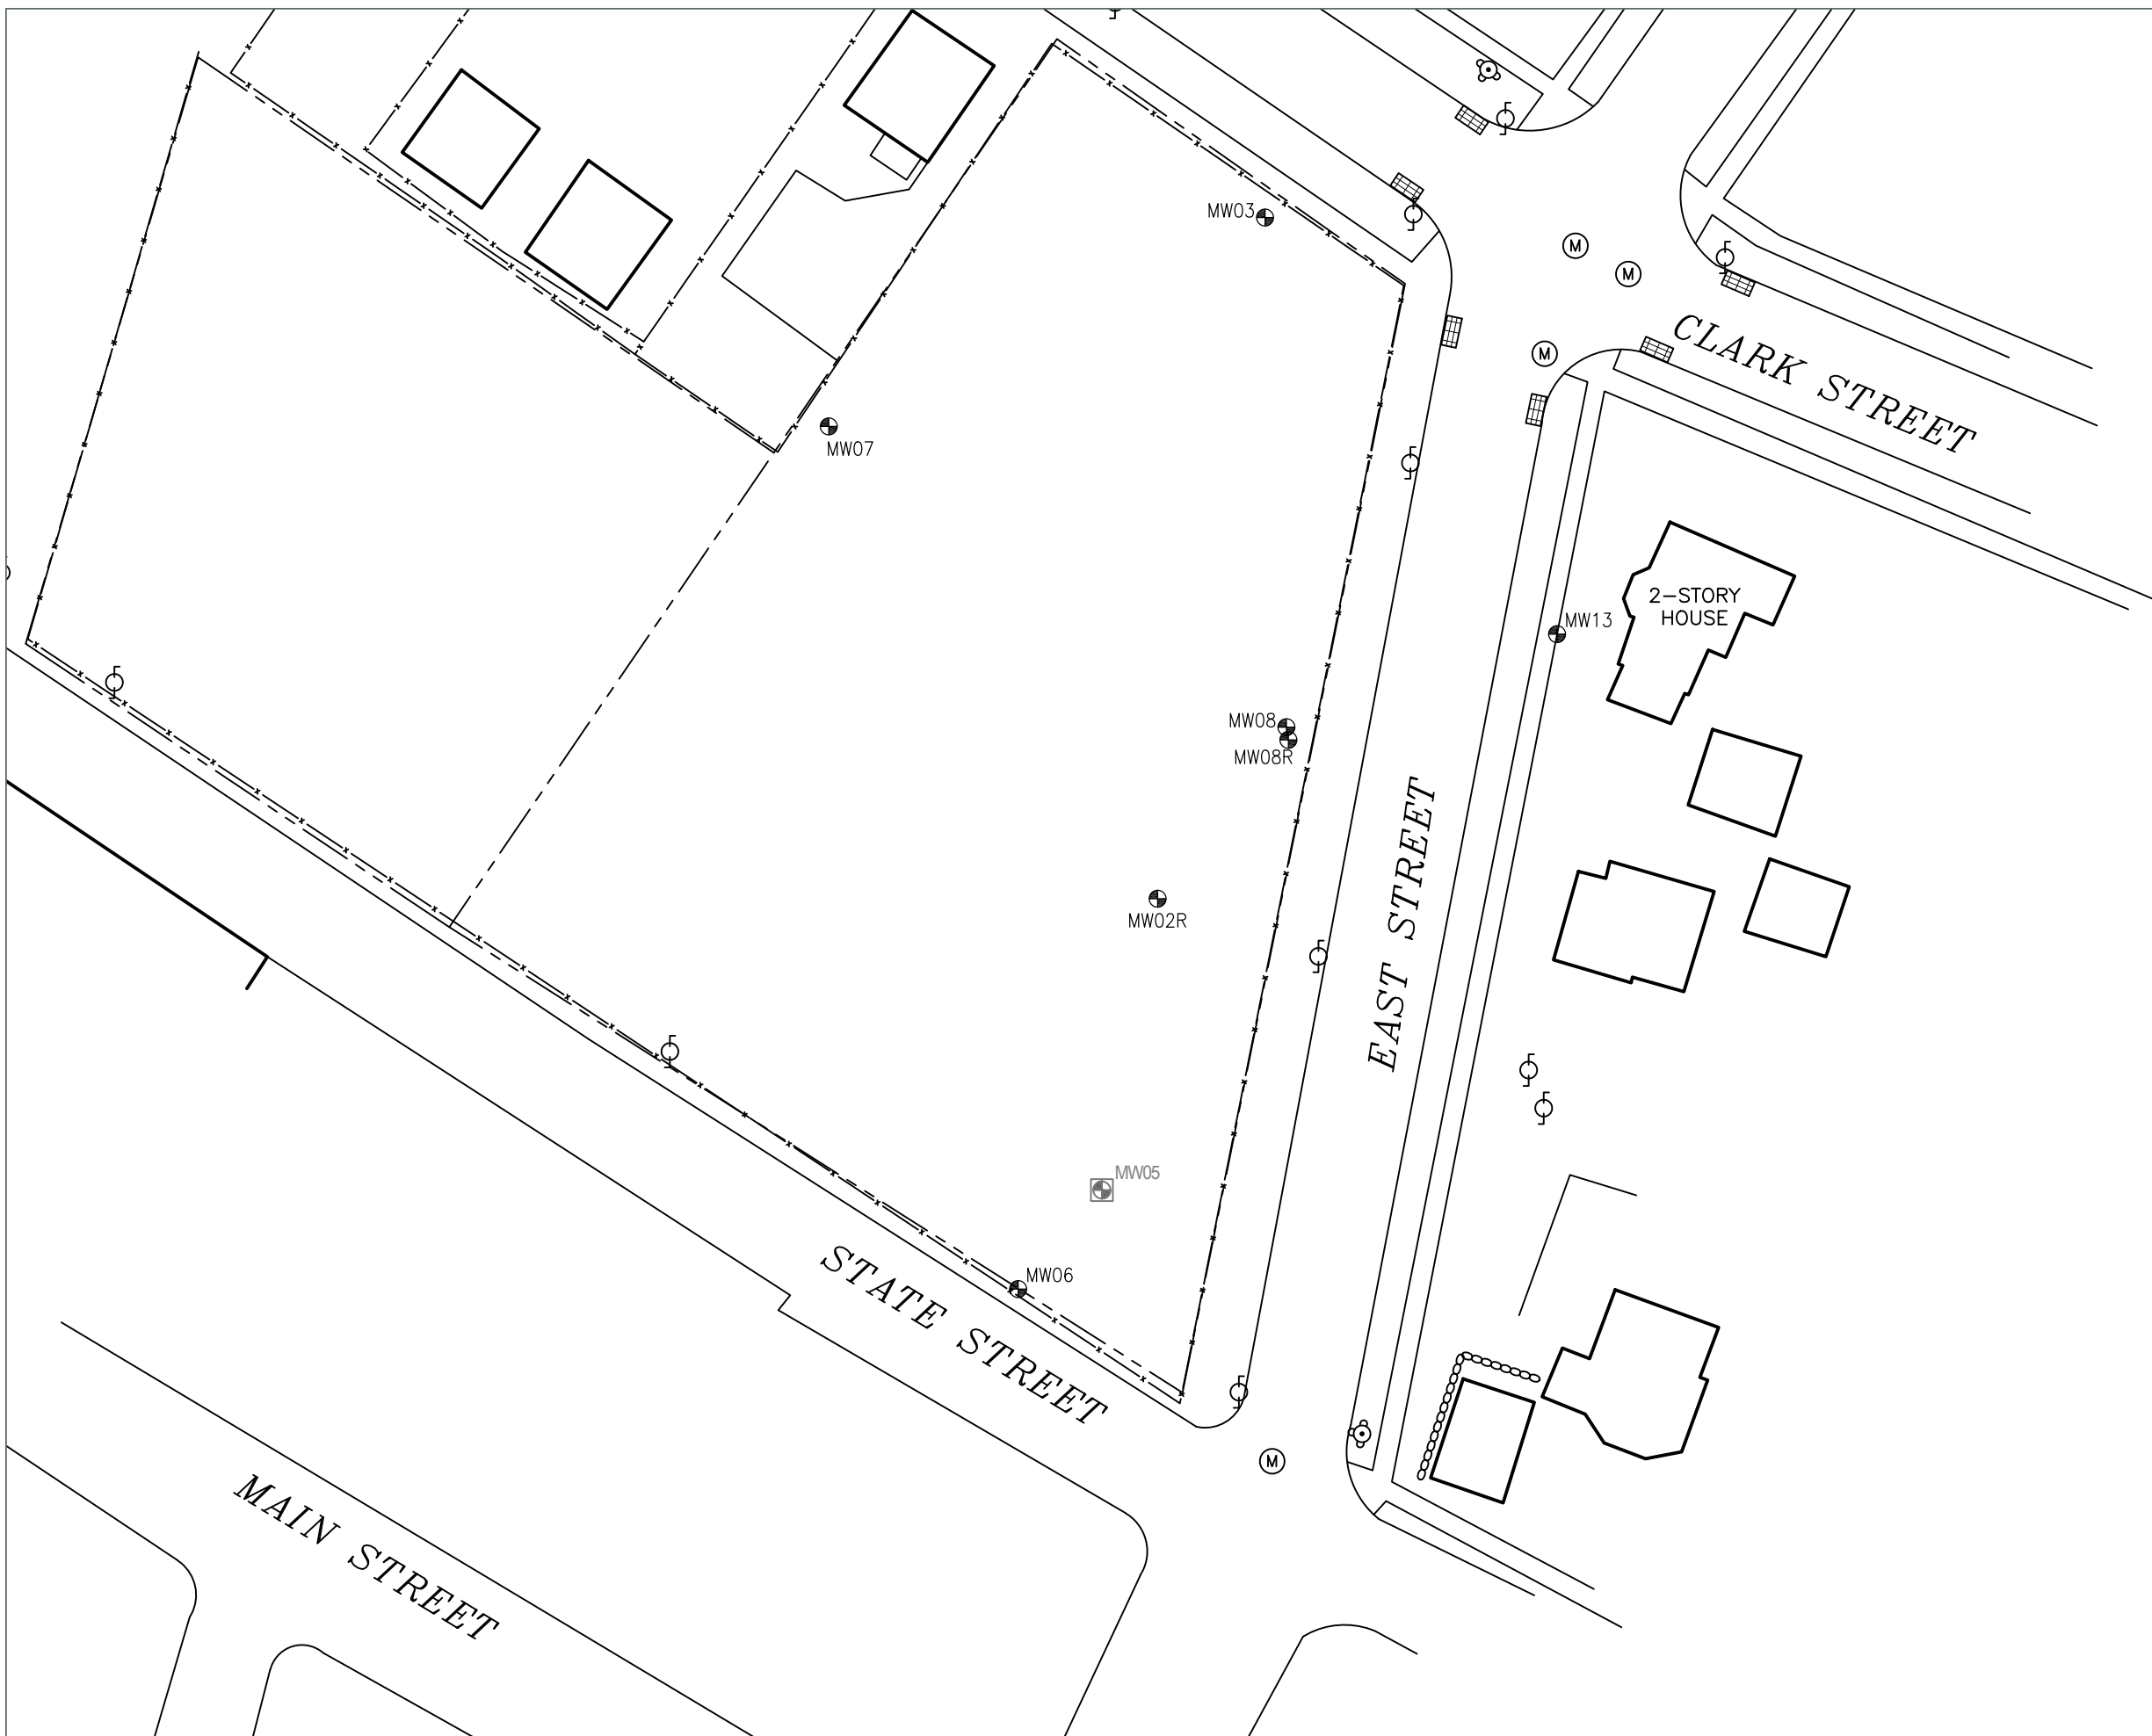 MW03
M
M
CLARK STREET
M
MW07
2-STORY
HOUSE
MW13
MW08
MW08R
EAST STREET
MW02R
MW05
MW06
STATE STREET
M
MAIN STREET